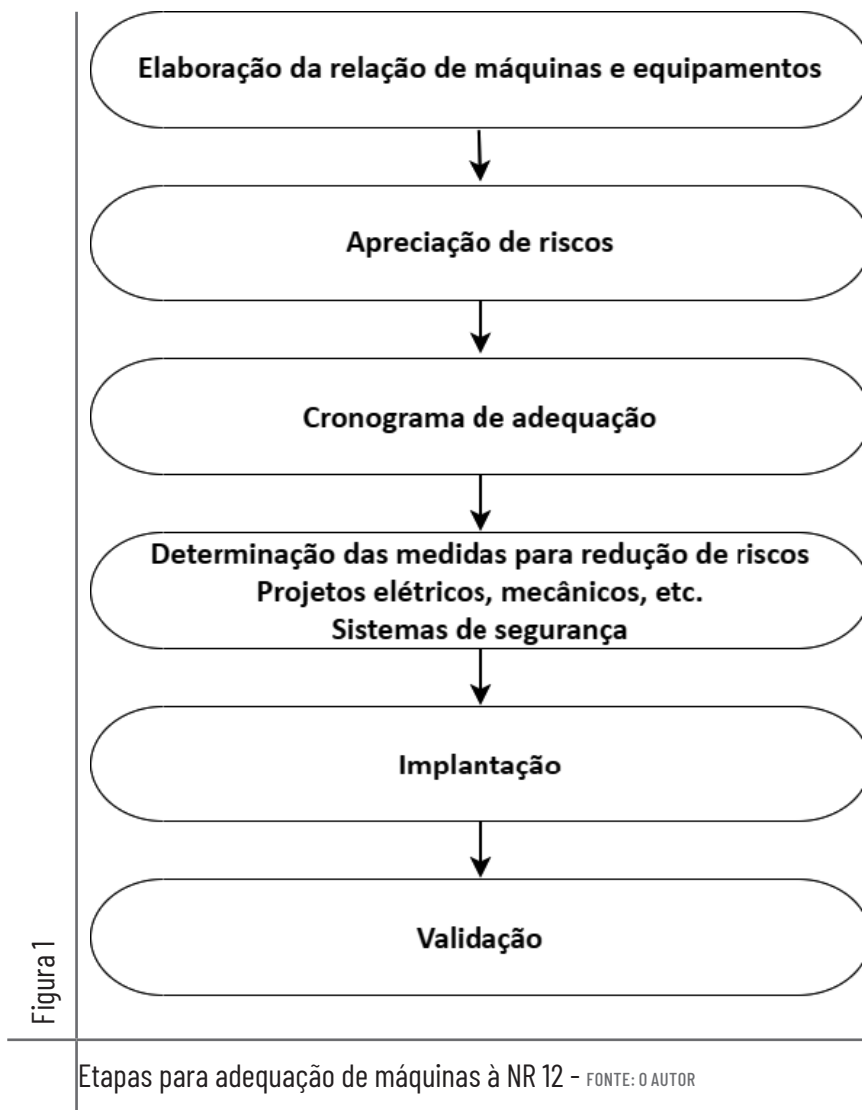 Elaboração da relação de máquinas e equipamentos
Apreciação de riscos
Cronograma de adequação
Determinação das medidas para redução de riscos
Projetos elétricos, mecânicos, etc.
Sistemas de segurança
Implantação
Validação
Figura 1
Etapas para adequação de máquinas à NR 12 - FONTE: O AUTOR